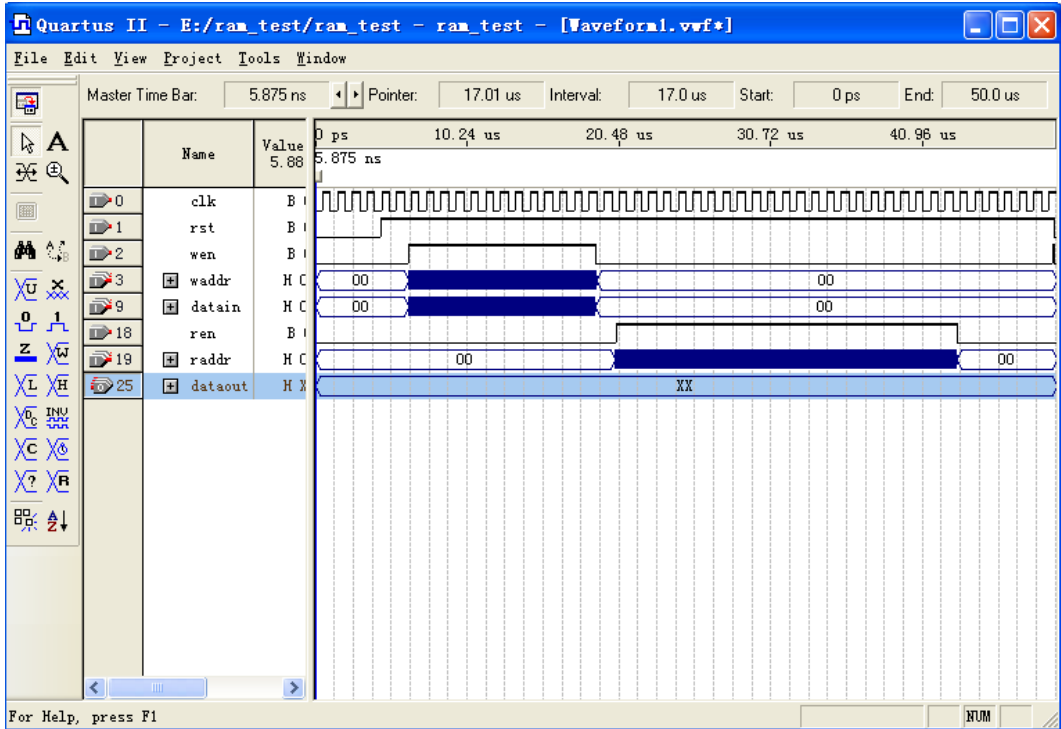 Quartus II - E:/ram_test/ram_test - ram_test - [Waveform1.vwf*]
File Edit View Project Tools Window
Master Time Bar: 5.875 ns Pointer: 17.01 us Interval: 17.0 us Start: 0 ps End: 50.0 us
Name Value 5.88 0 ps 10.24 us 20.48 us 30.72 us 40.96 us
5.875 ns
0 clk B
1 rst B
2 wen B
3 waddr H 00 00
9 datain H 00 00
18 ren B
19 raddr H 00 00
25 dataout H X XX
For Help, press F1 NUM